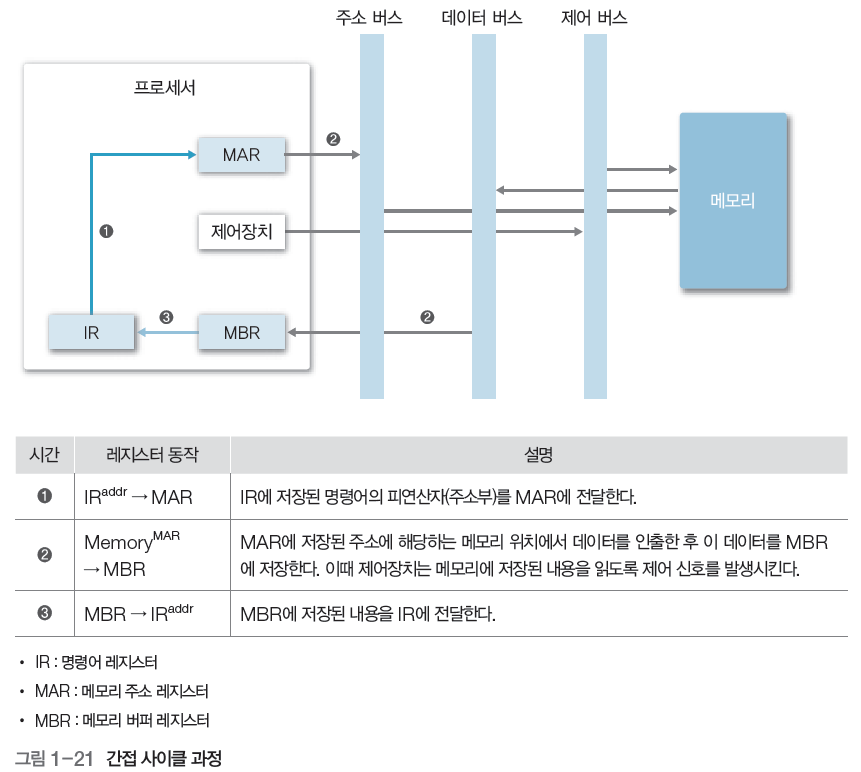 주소 버스 데이터 버스 제어 버스
프로세서
MAR ❷
메모리
❶ 제어장치
❸ ❷
IR MBR
시간 레지스터 동작 설명
❶ IRaddr → MAR IR에 저장된 명령어의 피연산자(주소부)를 MAR에 전달한다.
❷ MemoryMAR MAR에 저장된 주소에 해당하는 메모리 위치에서 데이터를 인출한 후 이 데이터를 MBR
→ MBR 에 저장한다. 이때 제어장치는 메모리에 저장된 내용을 읽도록 제어 신호를 발생시킨다.
❸ MBR → IRaddr MBR에 저장된 내용을 IR에 전달한다.
• IR : 명령어 레지스터
• MAR : 메모리 주소 레지스터
• MBR : 메모리 버퍼 레지스터
그림 1-21 간접 사이클 과정